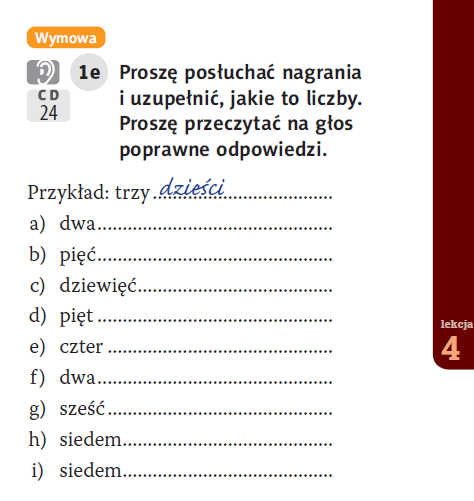 Wymowa
1e Proszę posłuchać nagrania
i uzupełnić, jakie to liczby.
Proszę przeczytać na głos
poprawne odpowiedzi.
CD
24
Przykład: trzy dzieści
a) dwa
b) pięć
c) dziewięć
d) pięt
e) czter
f) dwa
g) sześć
h) siedem
i) siedem
lekcja
4